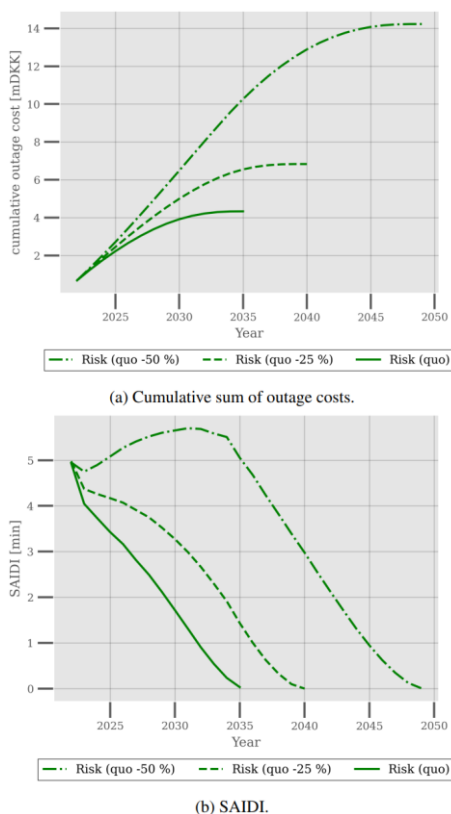 14
12
10
8
6
4
2
cumulative outage cost [mDKK]
2025 2030 2035 2040 2045 2050
Year
Risk (quo -50 %) Risk (quo -25 %) Risk (quo)
(a) Cumulative sum of outage costs.
5
4
3
2
1
0
SAIDI [min]
2025 2030 2035 2040 2045 2050
Year
Risk (quo -50 %) Risk (quo -25 %) Risk (quo)
(b) SAIDI.